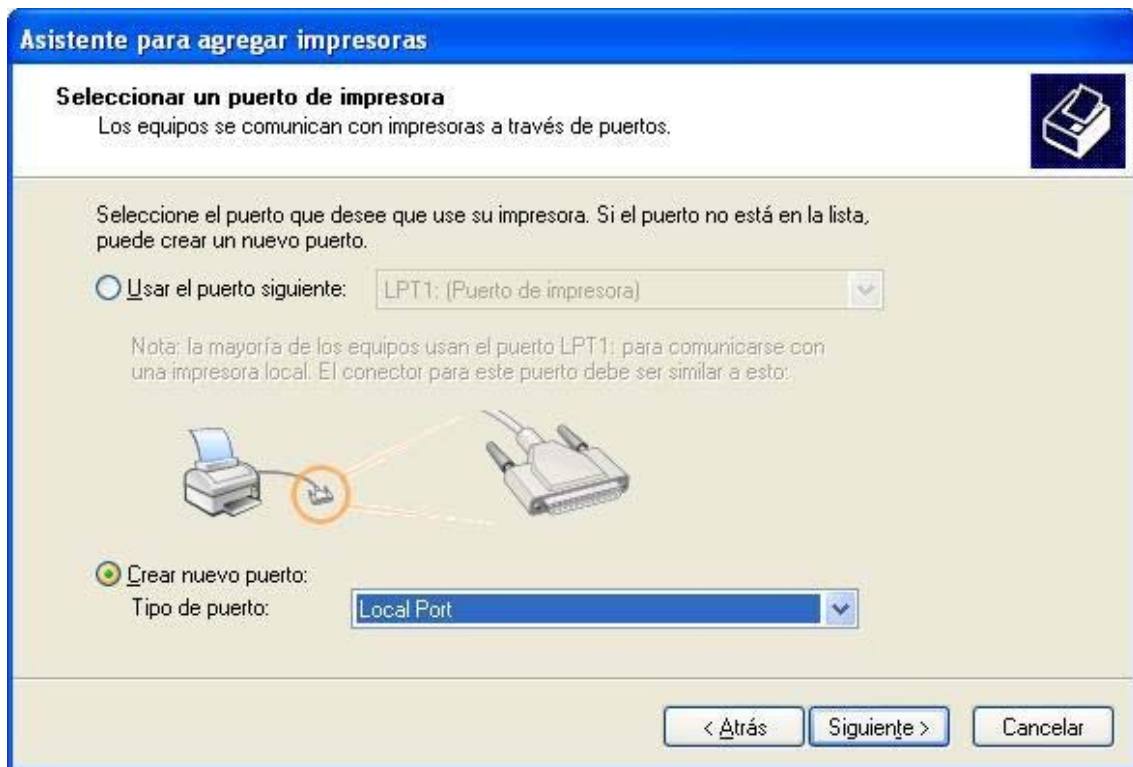 Asistente para agregar impresoras
Seleccionar un puerto de impresora
Los equipos se comunican con impresoras a través de puertos.
Seleccione el puerto que desee que use su impresora. Si el puerto no está en la lista,
puede crear un nuevo puerto.
Usar el puerto siguiente: LPT1: (Puerto de impresora)
Nota: la mayoría de los equipos usan el puerto LPT1: para comunicarse con
una impresora local. El conector para este puerto debe ser similar a esto:
Crear nuevo puerto:
Tipo de puerto: Local Port
< Atrás Siguiente > Cancelar